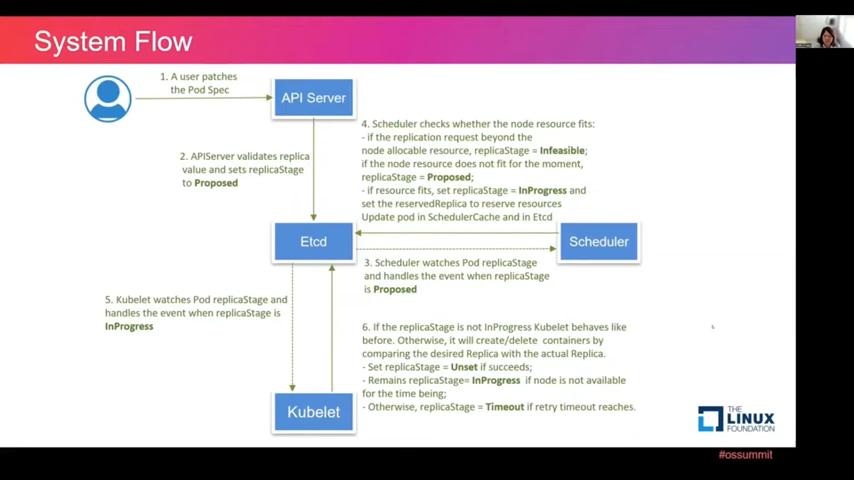 System Flow
1. A user patches
the Pod Spec
API Server
2. APIServer validates replica
value and sets replicaStage
to Proposed
4. Scheduler checks whether the node resource fits:
- if the replication request beyond the
node allocable resource, replicaStage = Infeasible;
if the node resource does not fit for the moment,
replicaStage = Proposed;
- if resource fits, set replicaStage = InProgress and
set the reservedReplica to reserve resources
Update pod in SchedulerCache and in Etcd
Etcd
Scheduler
3. Scheduler watches Pod replicaStage
and handles the event when replicaStage
is Proposed
5. Kubelet watches Pod replicaStage and
handles the event when replicaStage is
InProgress
6. If the replicaStage is not InProgress Kubelet behaves like
before. Otherwise, it will create/delete containers by
comparing the desired Replica with the actual Replica.
- Set replicaStage = Unset if succeeds;
- Remains replicaStage= InProgress if node is not available
for the time being;
- Otherwise, replicaStage = Timeout if retry timeout reaches.
Kubelet
THE
LINUX
FOUNDATION
#ossummit